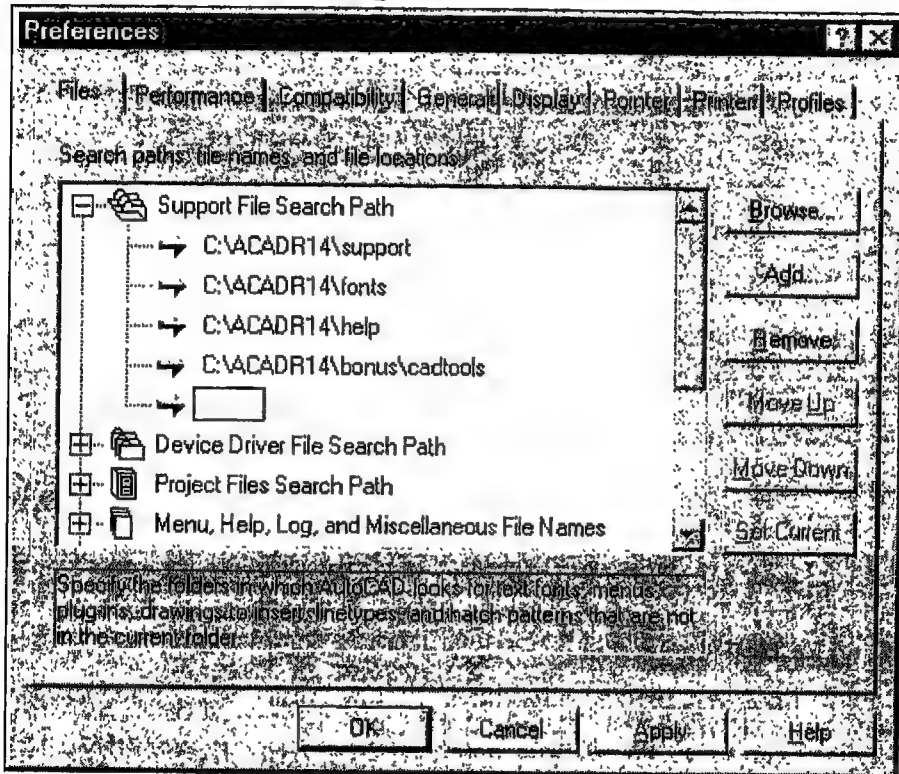 Preferences
Files Performance Compatibility General Display Pointer Printer Profiles
Search paths, file names, and file locations:
Support File Search Path
C:\ACADR14\support
C:\ACADR14\fonts
C:\ACADR14\help
C:\ACADR14\bonus\cadtools
Device Driver File Search Path
Project Files Search Path
Menu, Help, Log, and Miscellaneous File Names
Browse...
Add...
Remove
Move Up
Move Down
Set Current
Specify the folders in which AutoCAD looks for text fonts, menus,
plug-ins, drawings to insert, linetypes, and hatch patterns that are not
in the current folder.
OK Cancel Apply Help